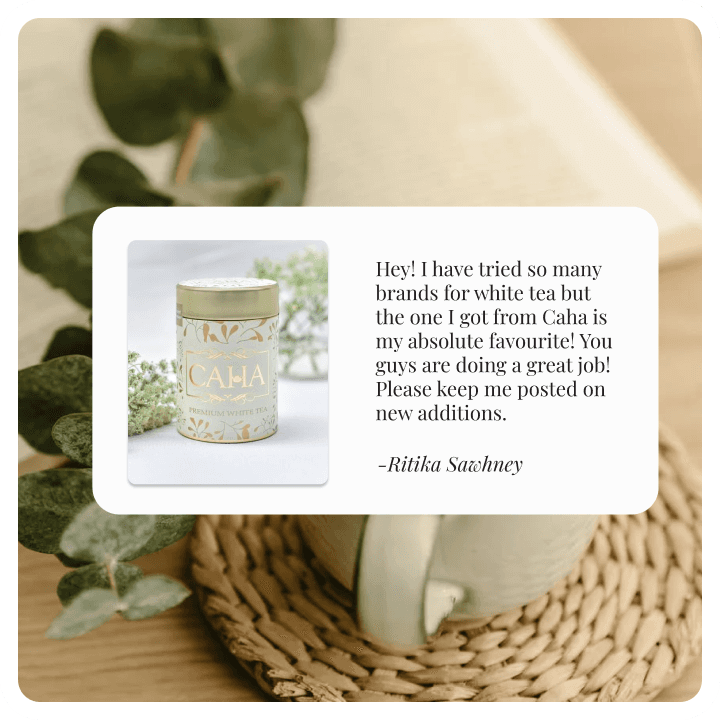 CAHA
PREMIUM WHITE TEA
Hey! I have tried so many
brands for white tea but
the one I got from Caha is
my absolute favourite! You
guys are doing a great job!
Please keep me posted on
new additions.
-Ritika Sawhney